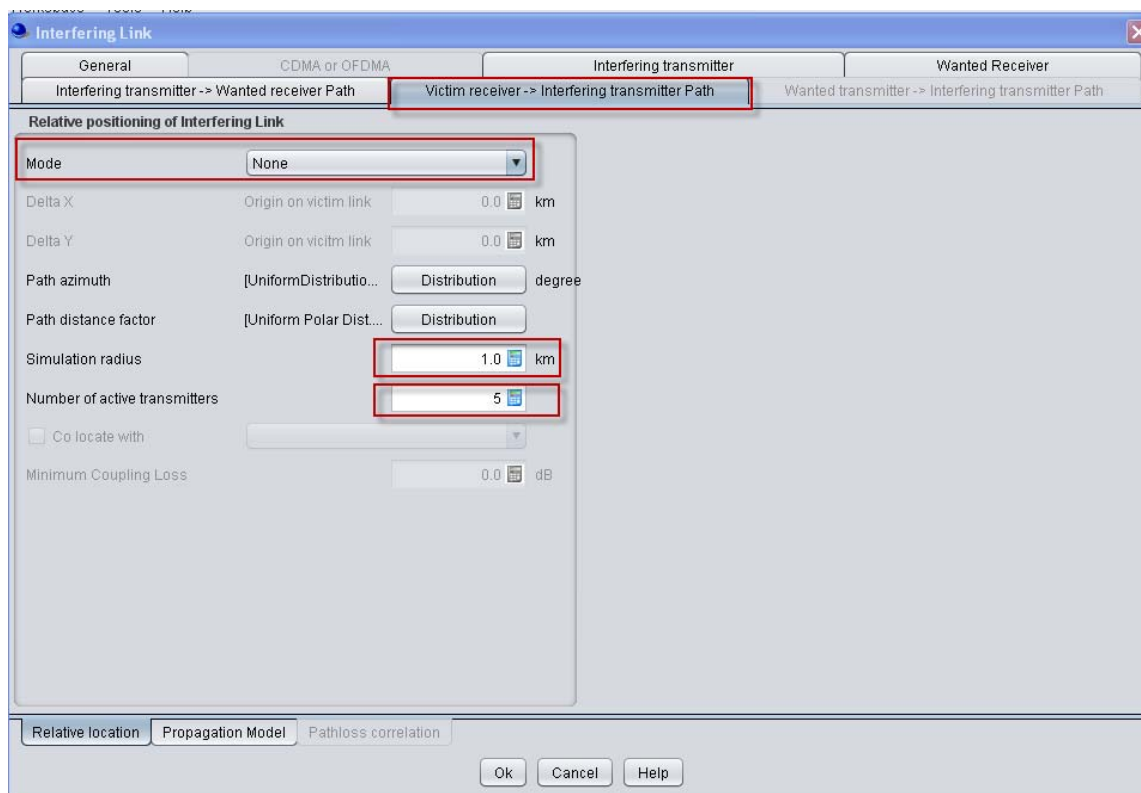 Interfering Link
General CDMA or OFDMA Interfering transmitter Wanted Receiver
Interfering transmitter -> Wanted receiver Path Victim receiver -> Interfering transmitter Path Wanted transmitter -> Interfering transmitter Path
Relative positioning of Interfering Link
Mode None
Delta X Origin on victim link 0.0 km
Delta Y Origin on vicitm link 0.0 km
Path azimuth [UniformDistributio... Distribution degree
Path distance factor [Uniform Polar Dist.... Distribution
Simulation radius 1.0 km
Number of active transmitters 5
Co locate with
Minimum Coupling Loss 0.0 dB
Relative location Propagation Model Pathloss correlation
Ok Cancel Help